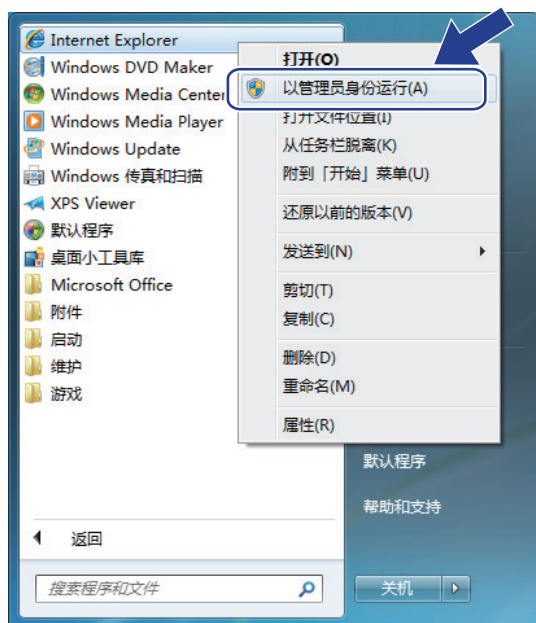 Internet Explorer
Windows DVD Maker
Windows Media Center
Windows Media Player
Windows Update
Windows 传真和扫描
XPS Viewer
默认程序
桌面小工具库
Microsoft Office
附件
启动
维护
游戏
返回
搜索程序和文件
打开(O)
以管理员身份运行(A)
打开文件位置(I)
从任务栏脱离(K)
附到「开始」菜单(U)
还原以前的版本(V)
发送到(N)
剪切(T)
复制(C)
删除(D)
重命名(M)
属性(R)
默认程序
帮助和支持
关机